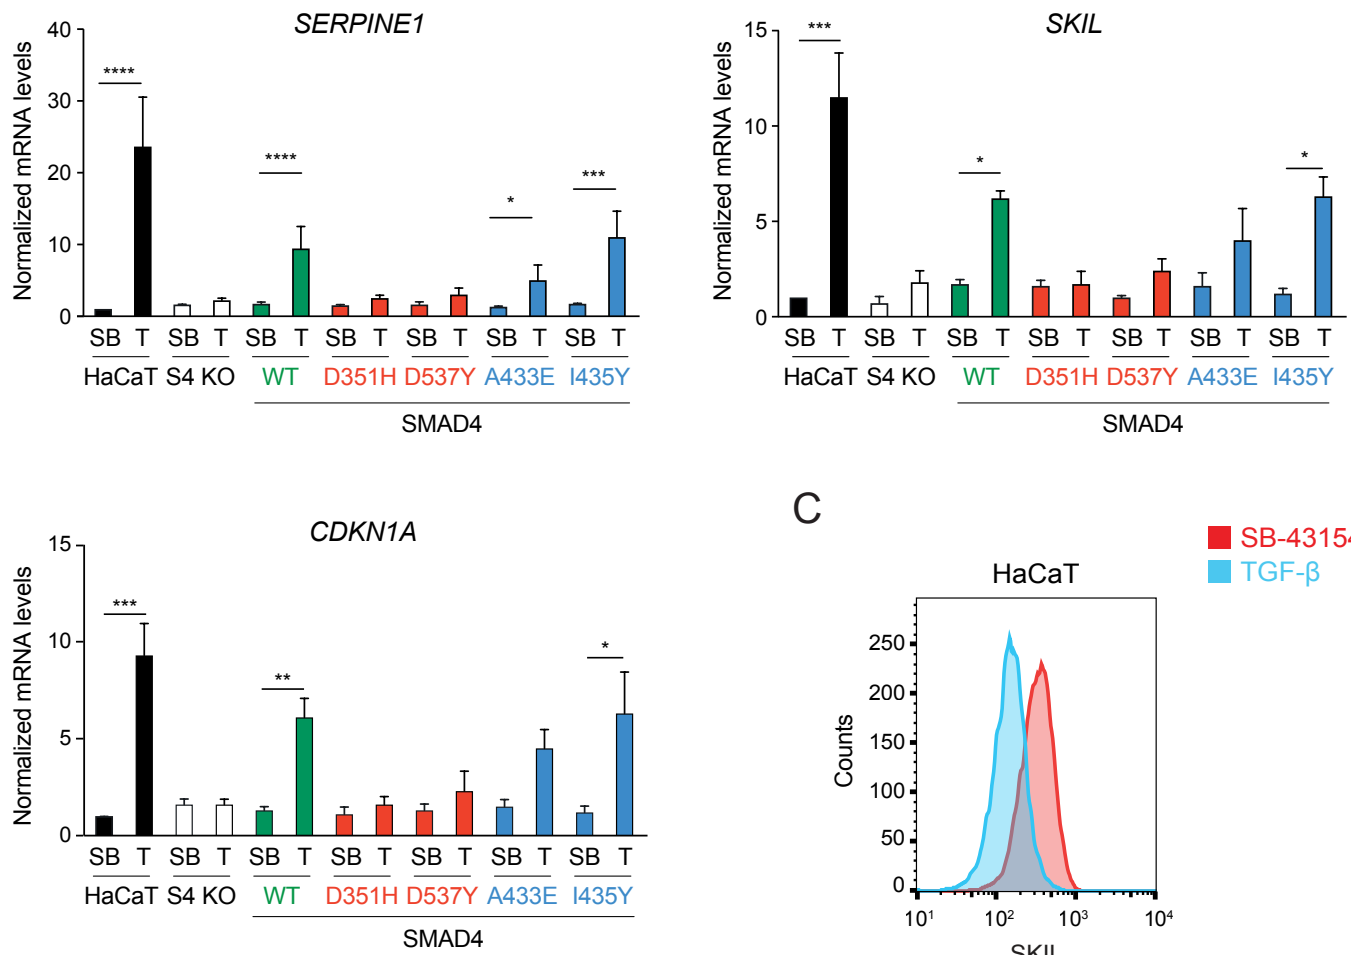 SERPINE1
Normalized mRNA levels
40
30
20
10
0
****
****
*
***
SB T SB T SB T SB T SB T SB T SB T
HaCaT S4 KO WT D351H D537Y A433E I435Y
SMAD4
SKIL
Normalized mRNA levels
15
10
5
0
***
*
*
SB T SB T SB T SB T SB T SB T SB T
HaCaT S4 KO WT D351H D537Y A433E I435Y
SMAD4
CDKN1A
Normalized mRNA levels
15
10
5
0
***
**
*
SB T SB T SB T SB T SB T SB T SB T
HaCaT S4 KO WT D351H D537Y A433E I435Y
SMAD4
C
SB-43154
TGF-β
HaCaT
Counts
250
200
150
100
50
0
10¹ 10² 10³ 10⁴
SKIL